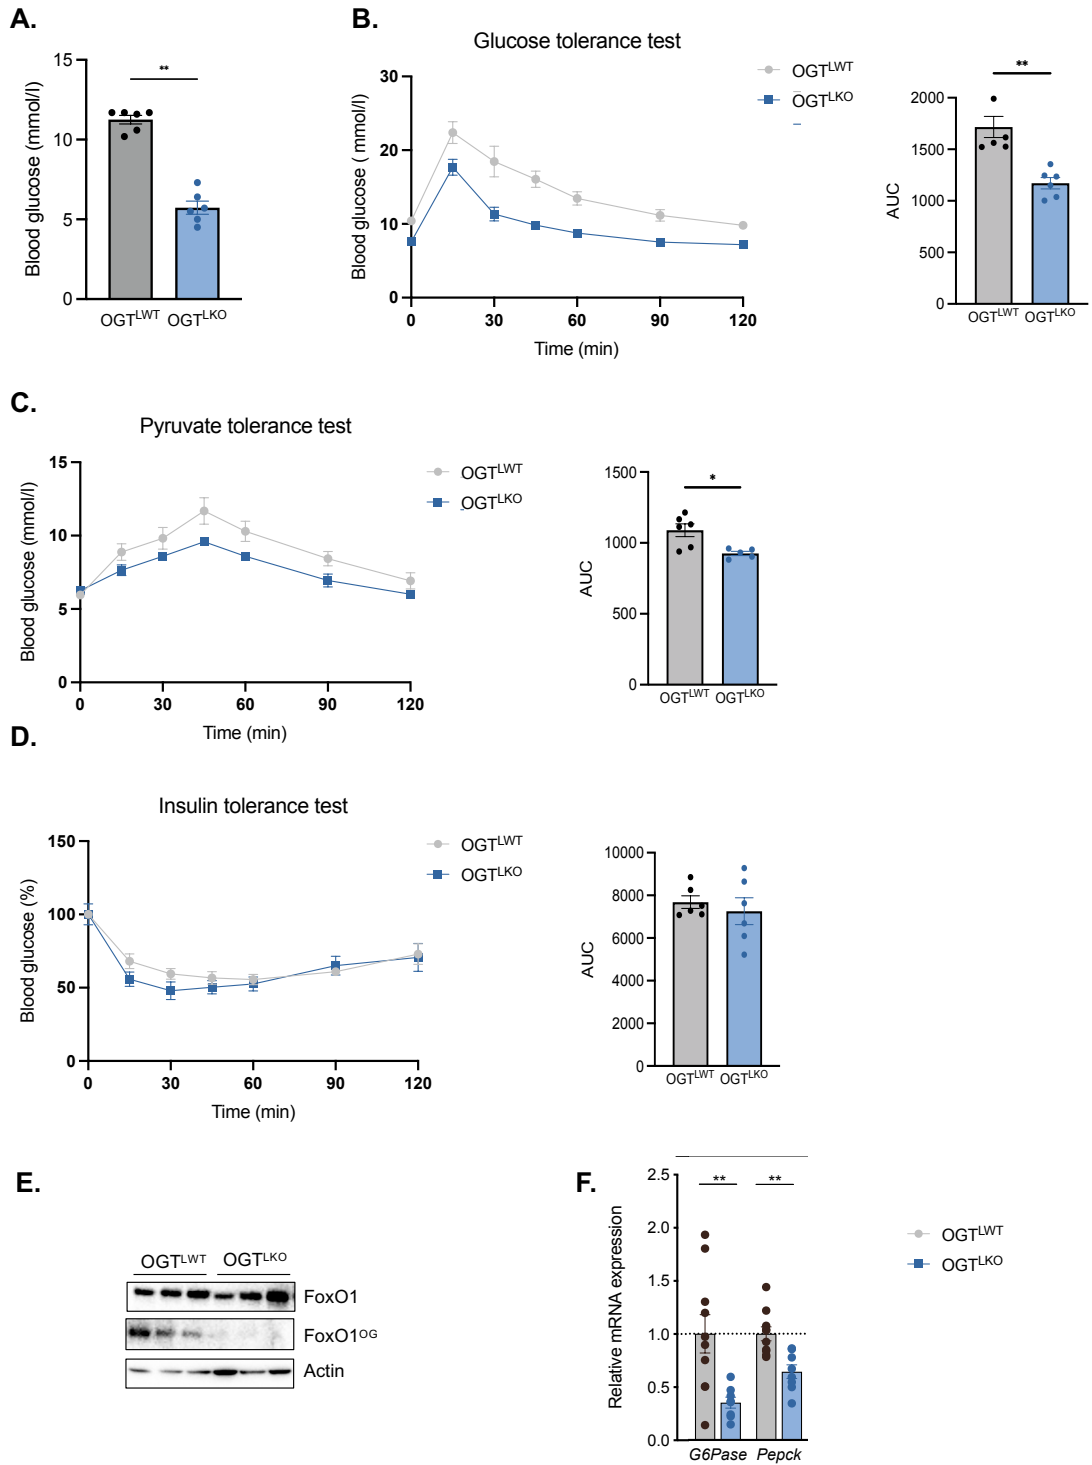 A.
Blood glucose (mmol/l)
15
10
5
0
**
OGTLWT OGTLKO
B.
Glucose tolerance test
Blood glucose ( mmol/l)
30
20
10
0
0 30 60 90 120
Time (min)
OGTLWT
OGTLKO
AUC
2000
1500
1000
500
0
**
OGTLWT OGTLKO
C.
Pyruvate tolerance test
Blood glucose (mmol/l)
15
10
5
0
0 30 60 90 120
Time (min)
OGTLWT
OGTLKO
AUC
1500
1000
500
0
*
OGTLWT OGTLKO
D.
Insulin tolerance test
Blood glucose (%)
150
100
50
0
0 30 60 90 120
Time (min)
OGTLWT
OGTLKO
AUC
10000
8000
6000
4000
2000
0
OGTLWT OGTLKO
E.
OGTLWT OGTLKO
FoxO1
FoxO1OG
Actin
F.
Relative mRNA expression
2.5
2.0
1.5
1.0
0.5
0.0
** **
G6Pase Pepck
OGTLWT
OGTLKO